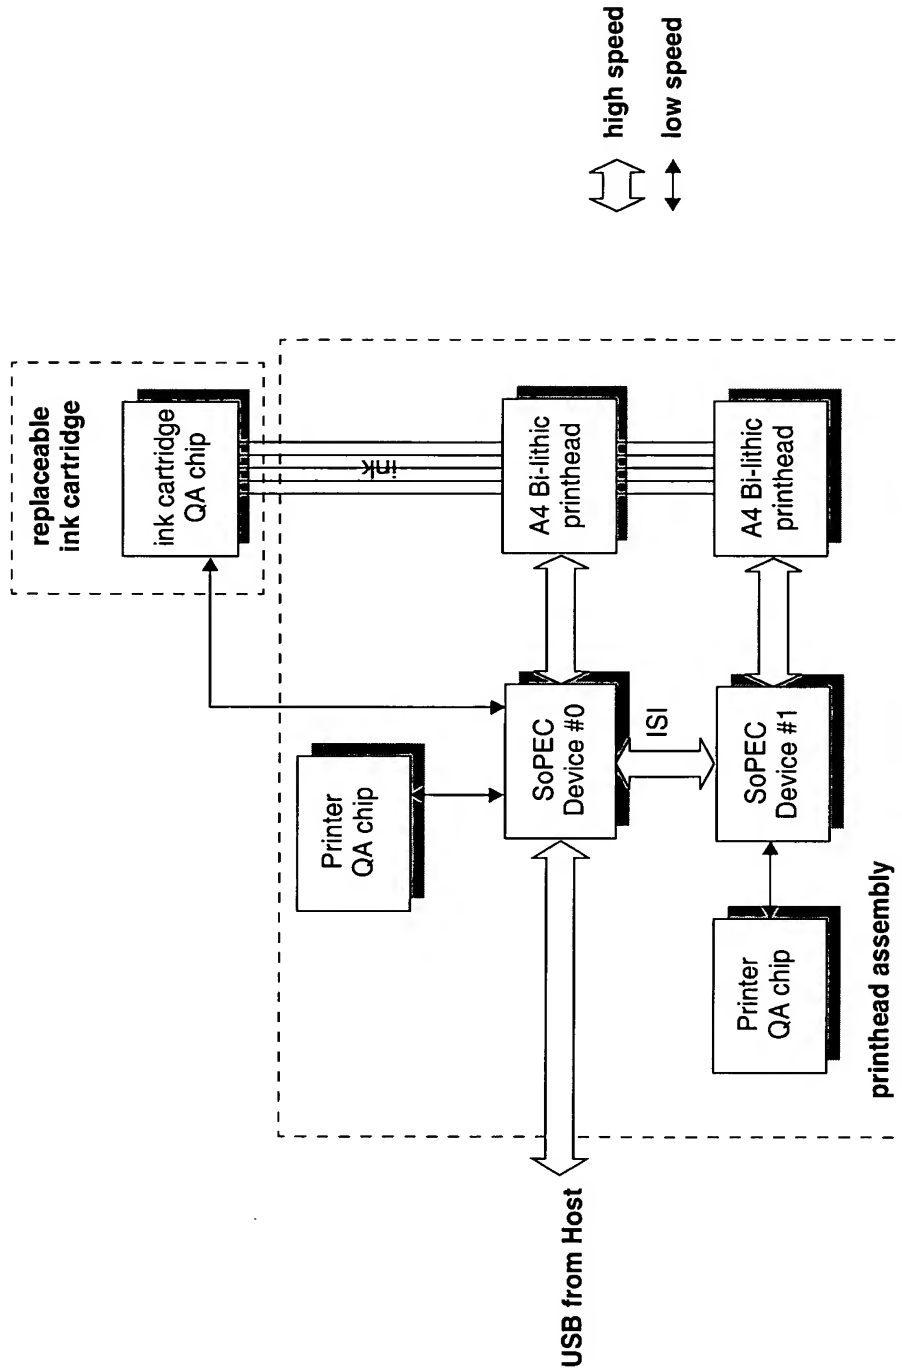 replaceable
ink cartridge
ink cartridge
QA chip
ink
Printer
QA chip
SoPEC
Device #0
A4 Bi-lithic
printhead
ISI
Printer
QA chip
SoPEC
Device #1
A4 Bi-lithic
printhead
printhead assembly
USB from Host
high speed
low speed